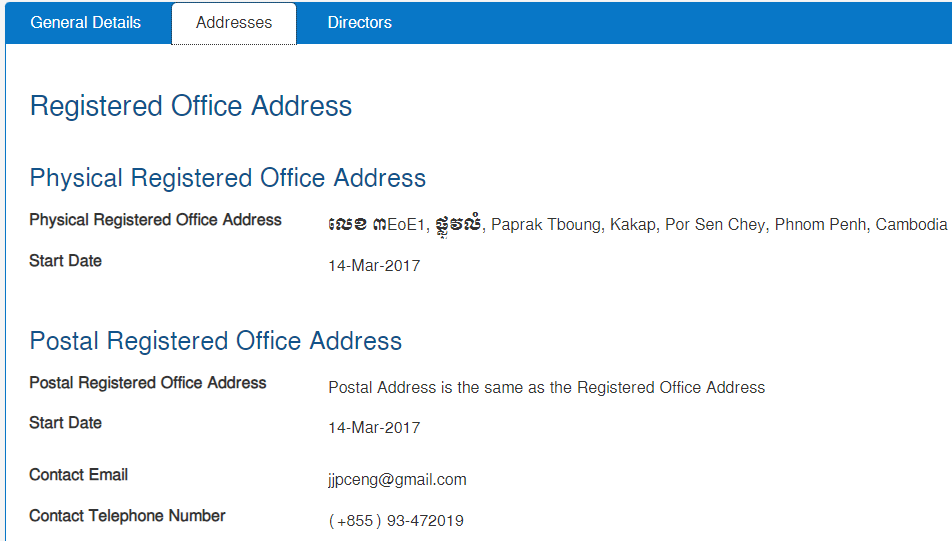 General Details Addresses Directors
Registered Office Address
Physical Registered Office Address
Physical Registered Office Address លេខ ៣EoE1, ផ្លូវលំ, Paprak Tboung, Kakap, Por Sen Chey, Phnom Penh, Cambodia
Start Date 14-Mar-2017
Postal Registered Office Address
Postal Registered Office Address Postal Address is the same as the Registered Office Address
Start Date 14-Mar-2017
Contact Email jjpceng@gmail.com
Contact Telephone Number ( +855 ) 93-472019